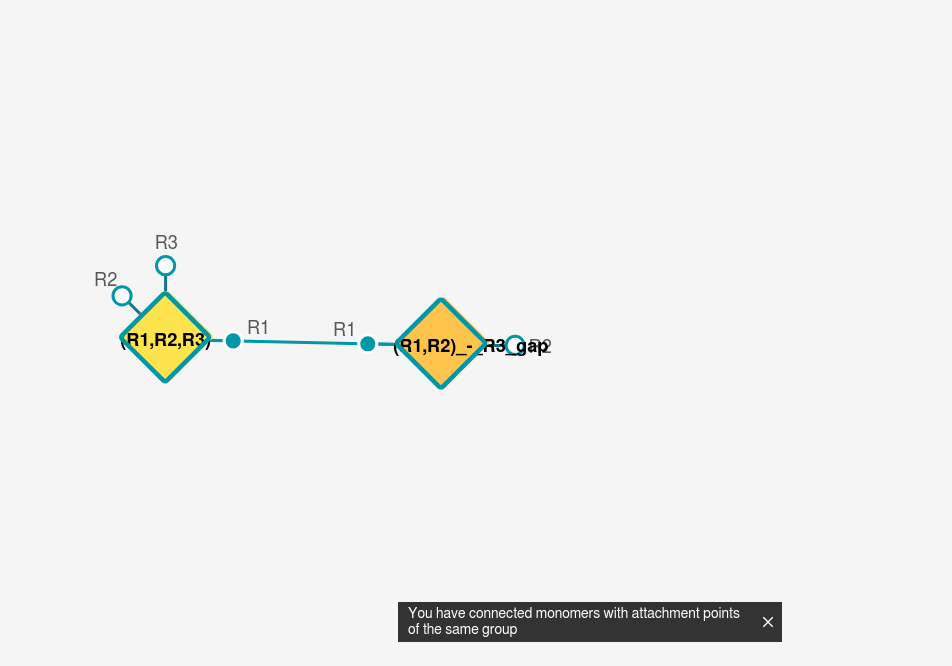 R3
R2
(R1,R2,R3)
R1
R1
(R1,R2)_-_R3_gap
R2
You have connected monomers with attachment points
of the same group